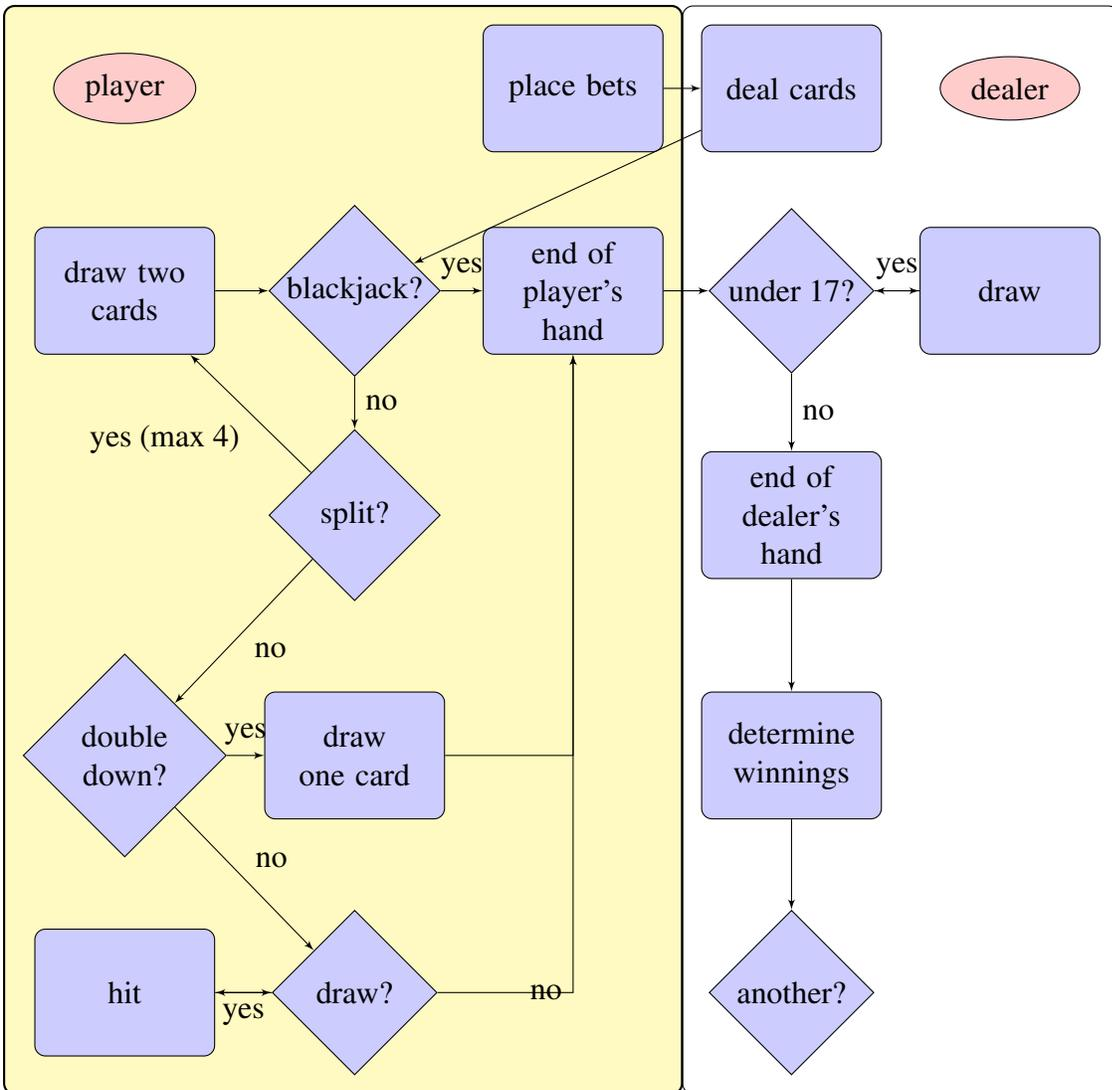 player
place bets
deal cards
dealer
draw two
cards
blackjack?
yes
end of
player's
hand
under 17?
yes
draw
no
no
yes (max 4)
split?
end of
dealer's
hand
no
double
down?
yes
draw
one card
determine
winnings
no
hit
yes
draw?
no
another?